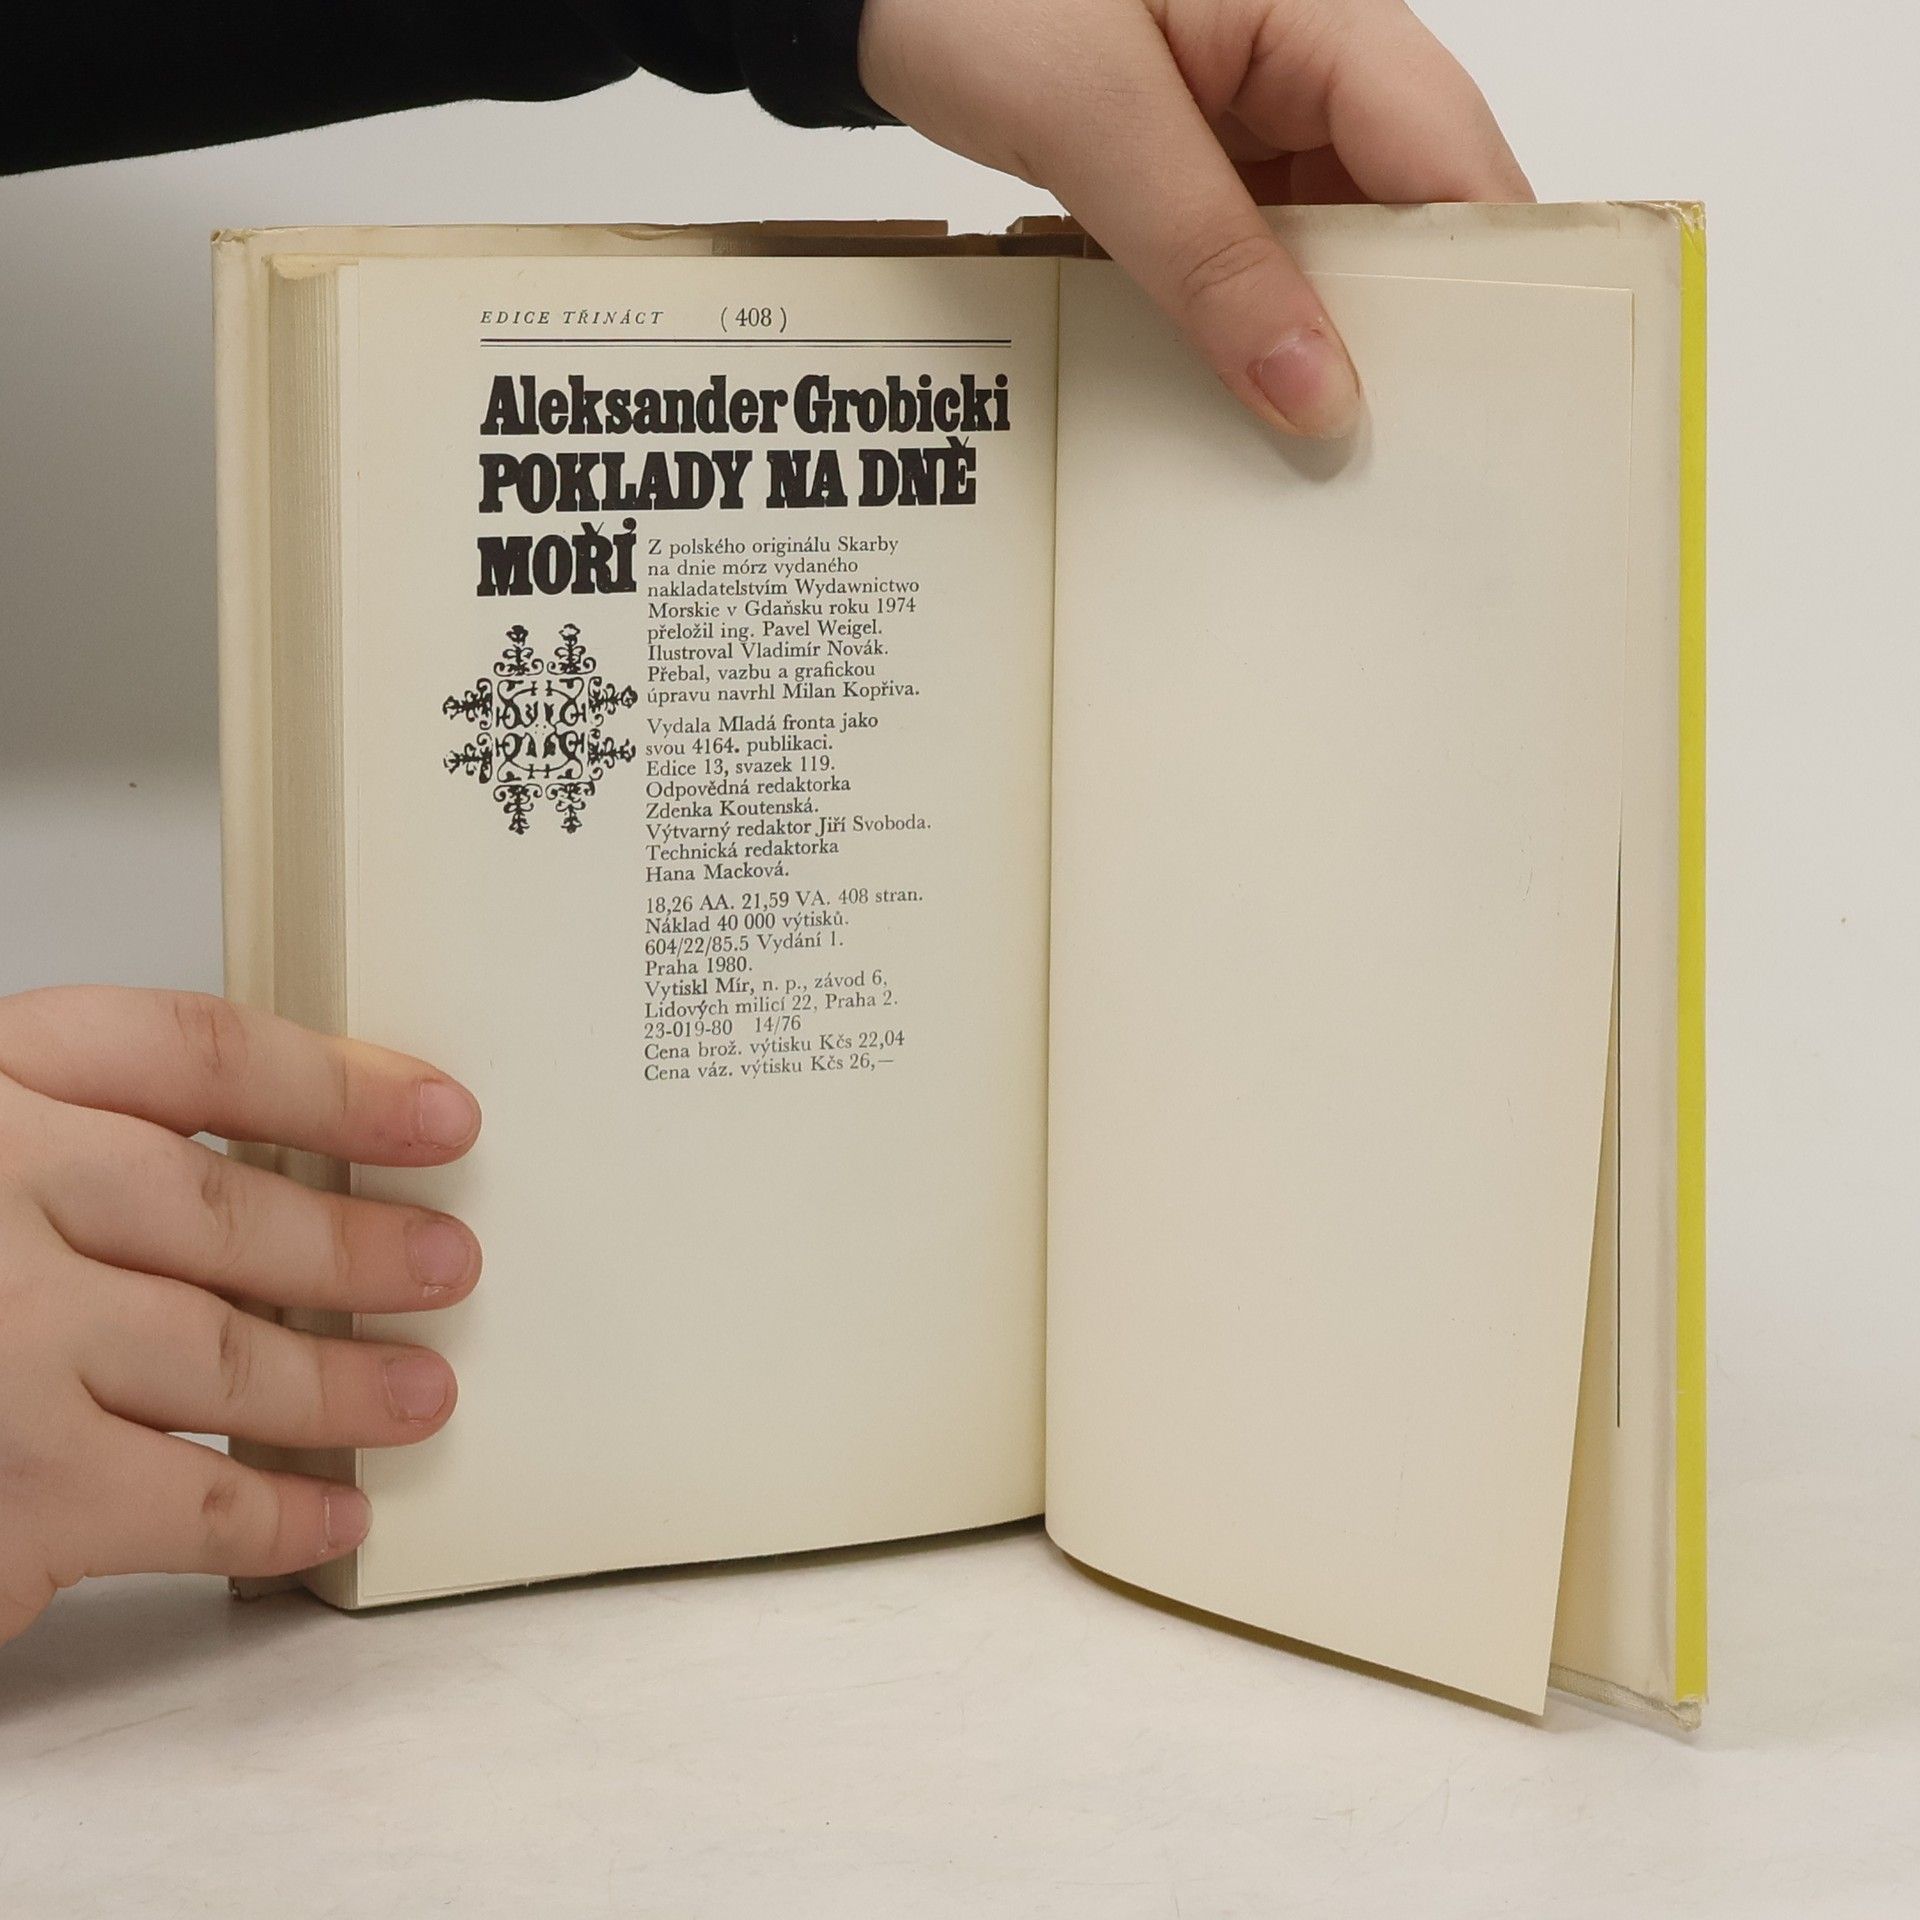 EDICE TŘINÁCT (408)
Aleksander Grobicki
POKLADY NA DNĚ
MOŘÍ
Z polského originálu Skarby
na dnie mórz vydaného
nakladatelstvím Wydawnictwo
Morskie v Gdaňsku roku 1974
přeložil ing. Pavel Weigel.
Ilustroval Vladimír Novák.
Přebal, vazbu a grafickou
úpravu navrhl Milan Kopřiva.
Vydala Mladá fronta jako
svou 4164. publikaci.
Edice 13, svazek 119.
Odpovědná redaktorka
Zdenka Koutenská.
Výtvarný redaktor Jiří Svoboda.
Technická redaktorka
Hana Macková.
18,26 AA. 21,59 VA. 408 stran.
Náklad 40 000 výtisků.
604/22/85.5 Vydání 1.
Praha 1980.
Vytiskl Mír, n. p., závod 6,
Lidových milicí 22, Praha 2.
23-019-80 14/76
Cena brož. výtisku Kčs 22,04
Cena váz. výtisku Kčs 26,—